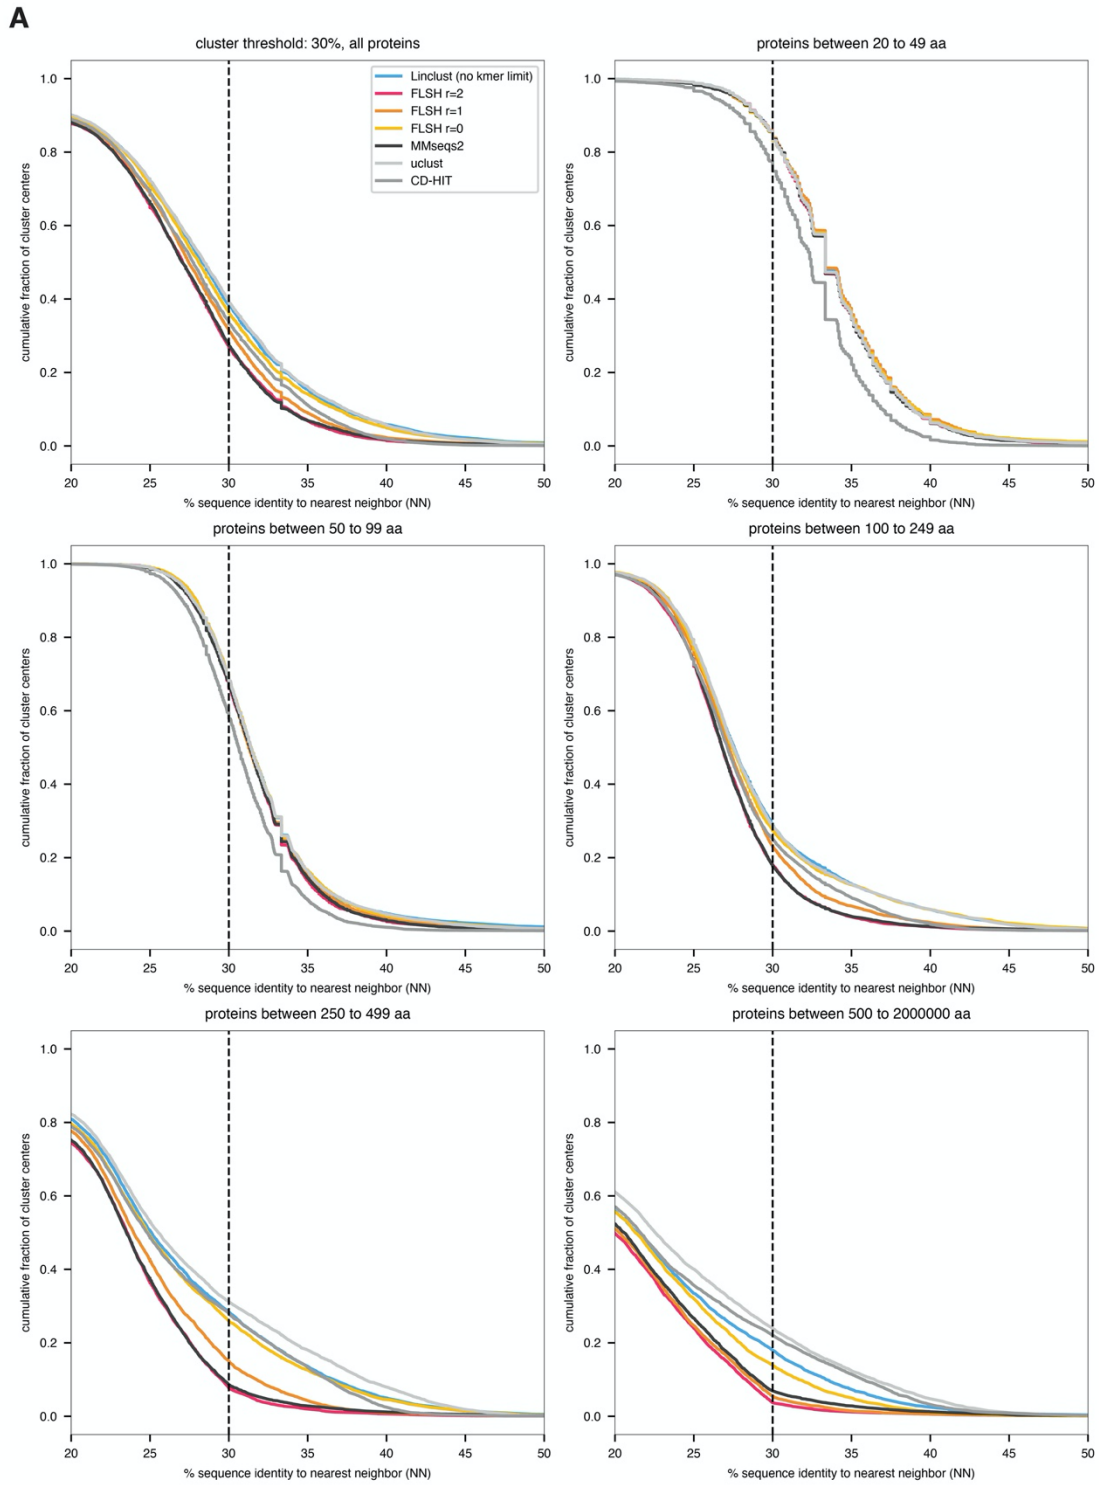 A
cluster threshold: 30%, all proteins
1.0
0.8
0.6
0.4
0.2
0.0
cumulative fraction of cluster centers
Linclust (no kmer limit)
FLSH r=2
FLSH r=1
FLSH r=0
MMseqs2
uclust
CD-HIT
20 25 30 35 40 45 50
% sequence identity to nearest neighbor (NN)
proteins between 20 to 49 aa
1.0
0.8
0.6
0.4
0.2
0.0
cumulative fraction of cluster centers
20 25 30 35 40 45 50
% sequence identity to nearest neighbor (NN)
proteins between 50 to 99 aa
1.0
0.8
0.6
0.4
0.2
0.0
cumulative fraction of cluster centers
20 25 30 35 40 45 50
% sequence identity to nearest neighbor (NN)
proteins between 100 to 249 aa
1.0
0.8
0.6
0.4
0.2
0.0
cumulative fraction of cluster centers
20 25 30 35 40 45 50
% sequence identity to nearest neighbor (NN)
proteins between 250 to 499 aa
1.0
0.8
0.6
0.4
0.2
0.0
cumulative fraction of cluster centers
20 25 30 35 40 45 50
% sequence identity to nearest neighbor (NN)
proteins between 500 to 2000000 aa
1.0
0.8
0.6
0.4
0.2
0.0
cumulative fraction of cluster centers
20 25 30 35 40 45 50
% sequence identity to nearest neighbor (NN)